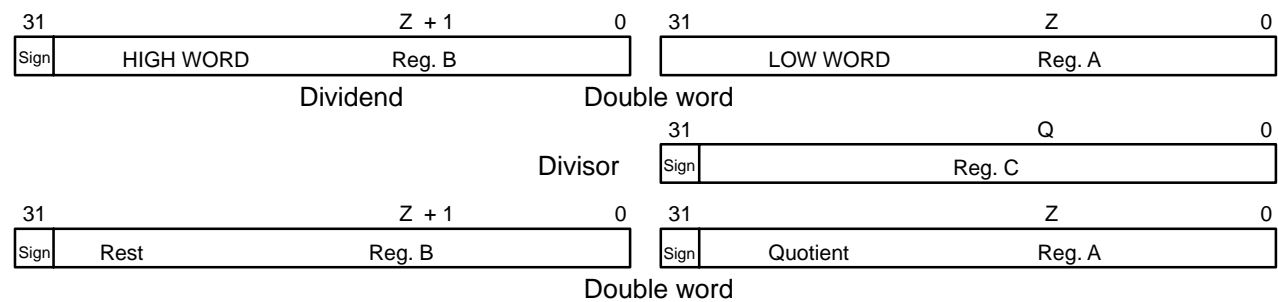 31 Z + 1 0 31 Z 0
Sign HIGH WORD Reg. B LOW WORD Reg. A
Dividend Double word
31 Q 0
Divisor Sign Reg. C
31 Z + 1 0 31 Z 0
Sign Rest Reg. B Sign Quotient Reg. A
Double word